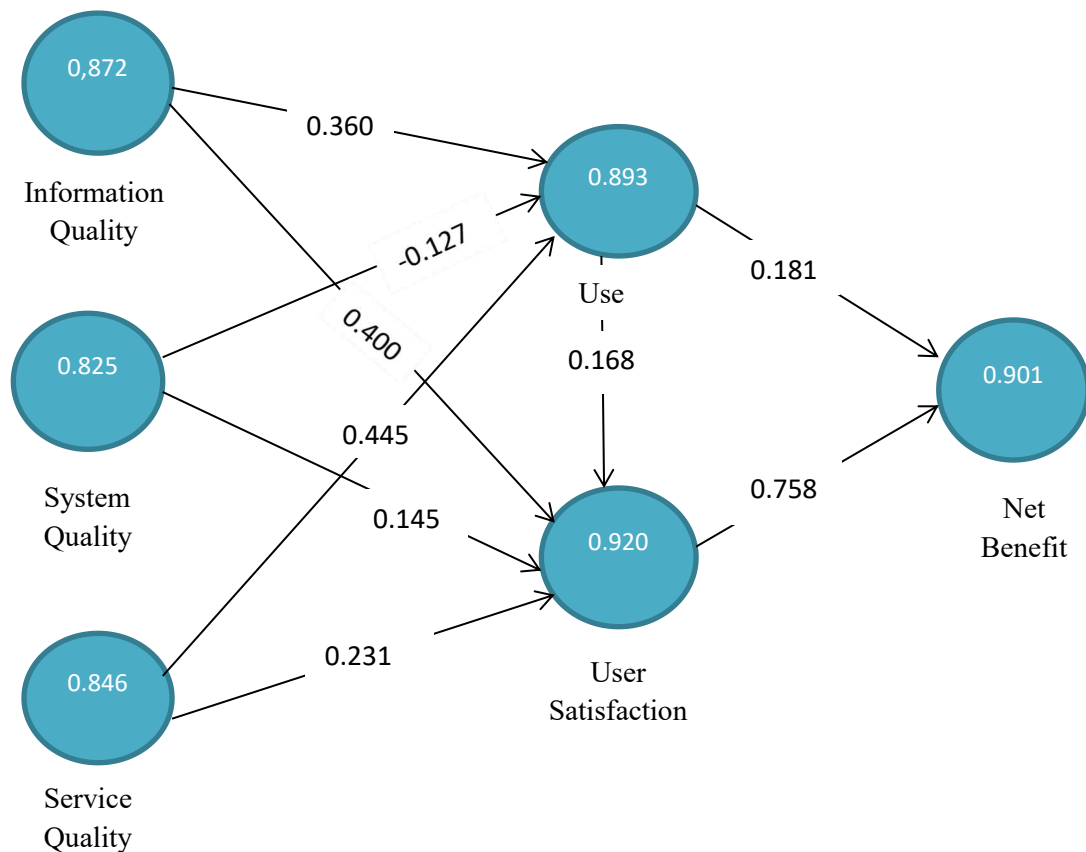 0,872
Information
Quality
0.360
0.893
Use
-0.127
0.181
0.400
0.168
0.825
System
Quality
0.901
Net
Benefit
0.445
0.145
0.758
0.920
User
Satisfaction
0.846
Service
Quality
0.231